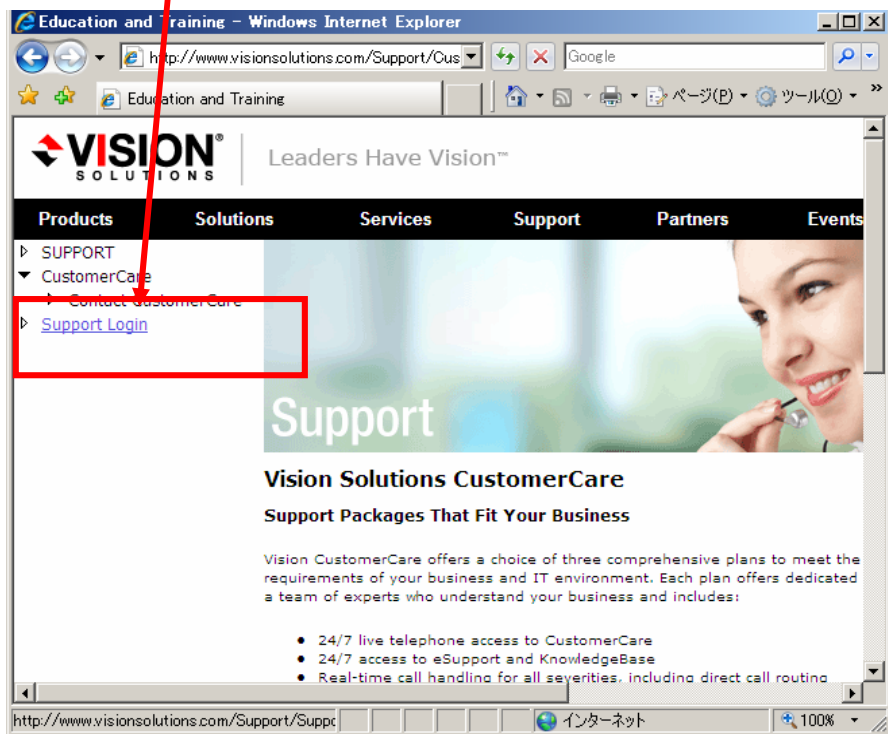 Education and Training - Windows Internet Explorer
http://www.visionsolutions.com/Support/Cus
Google
Education and Training
ページ(P)
ツール(O)
VISION®
SOLUTIONS
Leaders Have Vision™
Products Solutions Services Support Partners Events
SUPPORT
CustomerCare
Contact CustomerCare
Support Login
Support
Vision Solutions CustomerCare
Support Packages That Fit Your Business
Vision CustomerCare offers a choice of three comprehensive plans to meet the
requirements of your business and IT environment. Each plan offers dedicated
a team of experts who understand your business and includes:
24/7 live telephone access to CustomerCare
24/7 access to eSupport and KnowledgeBase
Real-time call handling for all severities, including direct call routing
http://www.visionsolutions.com/Support/Suppo
インターネット
100%